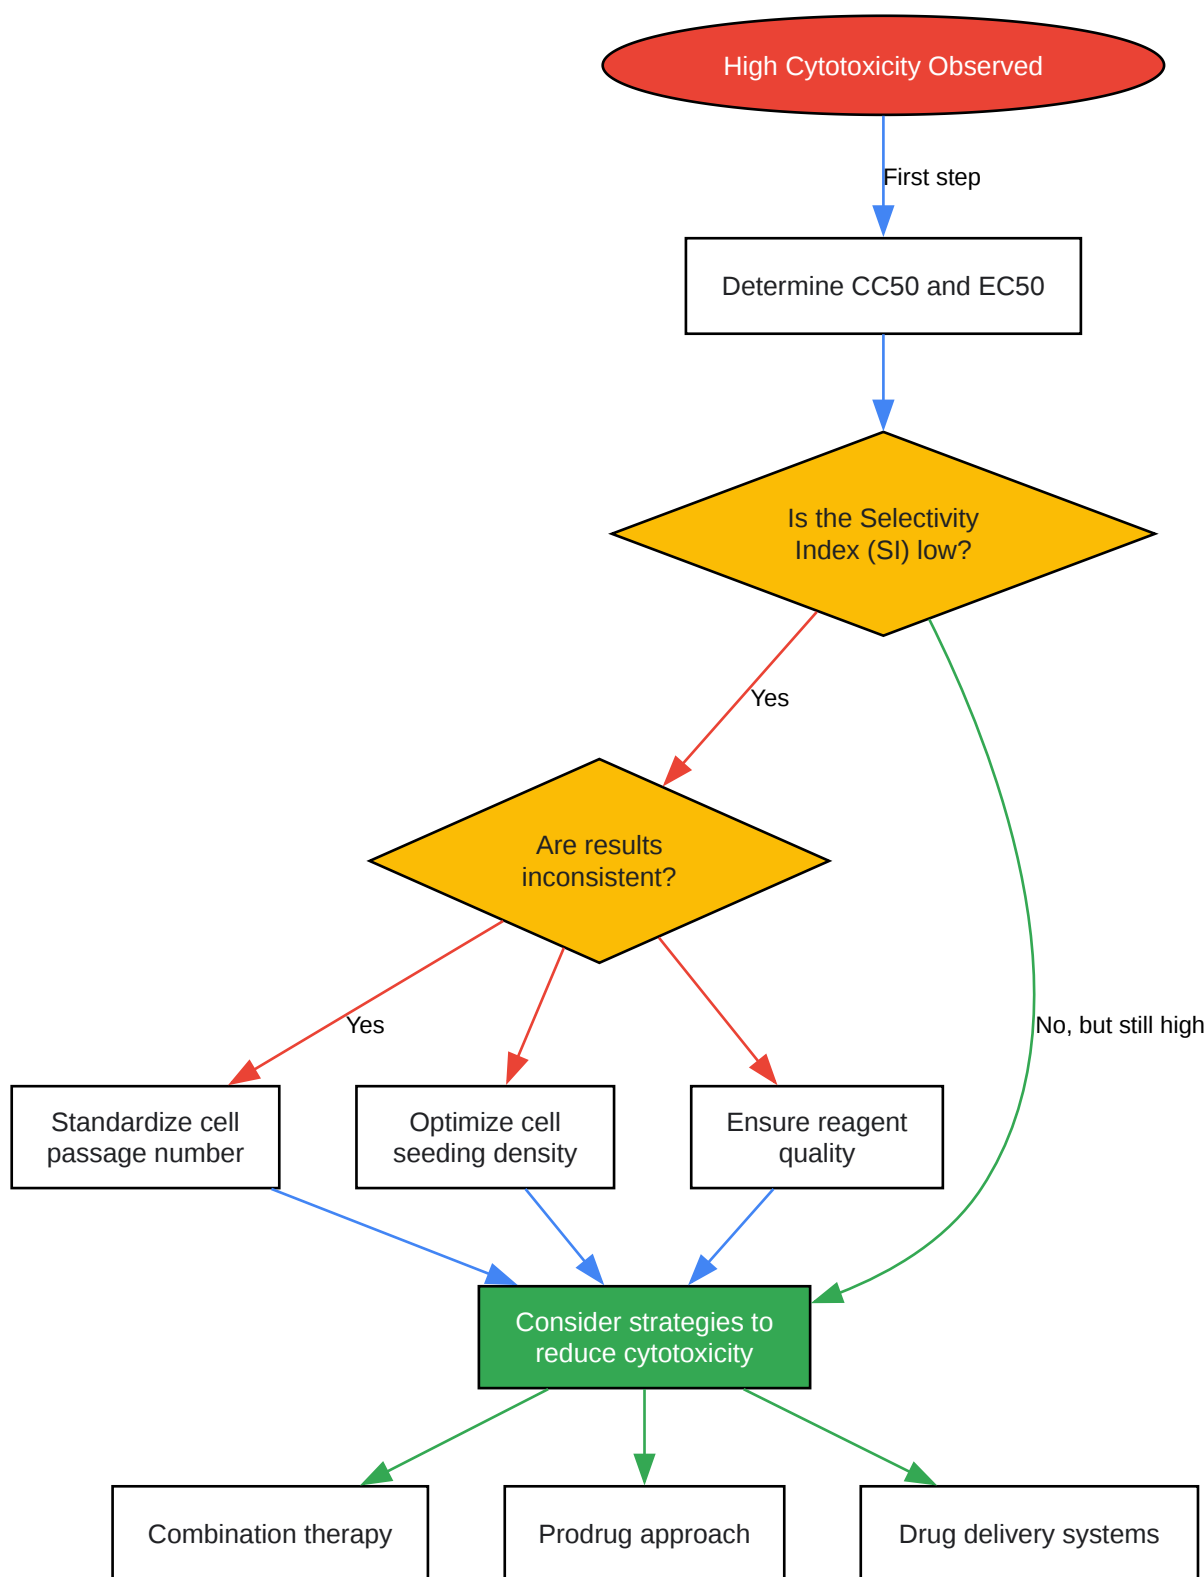 High Cytotoxicity Observed
First step
Determine CC50 and EC50
Is the Selectivity
Index (SI) low?
Yes
Are results
inconsistent?
Yes
No, but still high
Standardize cell
passage number
Optimize cell
seeding density
Ensure reagent
quality
Consider strategies to
reduce cytotoxicity
Combination therapy
Prodrug approach
Drug delivery systems